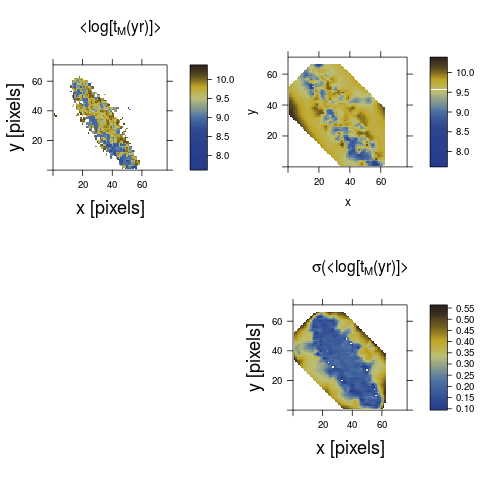 <log[tM(yr)]>
60
40
20
20 40 60
x [pixels]
y [pixels]
10.0
9.5
9.0
8.5
8.0
60
40
20
20 40 60
x
y
10.0
9.5
9.0
8.5
8.0
σ(<log[tM(yr)]>
60
40
20
20 40 60
x [pixels]
y [pixels]
0.55
0.50
0.45
0.40
0.35
0.30
0.25
0.20
0.15
0.10